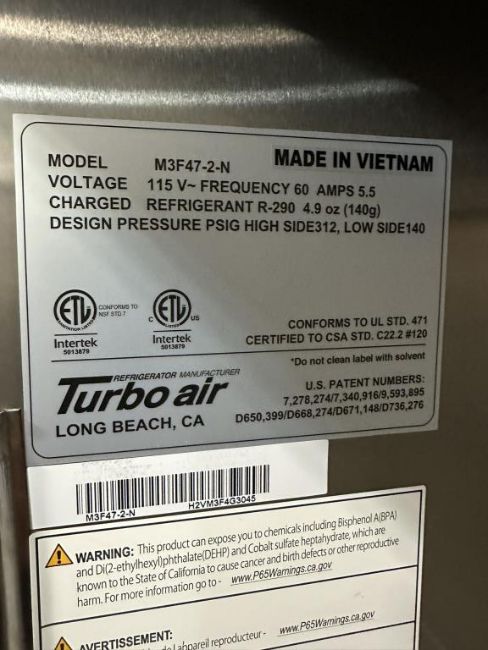 MODEL M3F47-2-N MADE IN VIETNAM
VOLTAGE 115 V~ FREQUENCY 60 AMPS 5.5
CHARGED REFRIGERANT R-290 4.9 oz (140g)
DESIGN PRESSURE PSIG HIGH SIDE312, LOW SIDE140
ETL
CONFORMS TO
NSF STD.7
Intertek
5013879
C ETL US
Intertek
5013879
CONFORMS TO UL STD. 471
CERTIFIED TO CSA STD. C22.2 #120
*Do not clean label with solvent
REFRIGERATOR MANUFACTURER
Turbo air
LONG BEACH, CA
U.S. PATENT NUMBERS:
7,278,274/7,340,916/9,593,895
D650,399/D668,274/D671,148/D736,276
M3F47-2-N H2VM3F4G3045
WARNING: This product can expose you to chemicals including Bisphenol A(BPA)
and Di(2-ethylhexyl)phthalate(DEHP) and Cobalt sulfate heptahydrate, which are
known to the State of California to cause cancer and birth defects or other reproductive
harm. For more information go to - www.P65Warnings.ca.gov
AVERTISSEMENT:
l'appareil reproducteur - www.P65Warnings.ca.gov